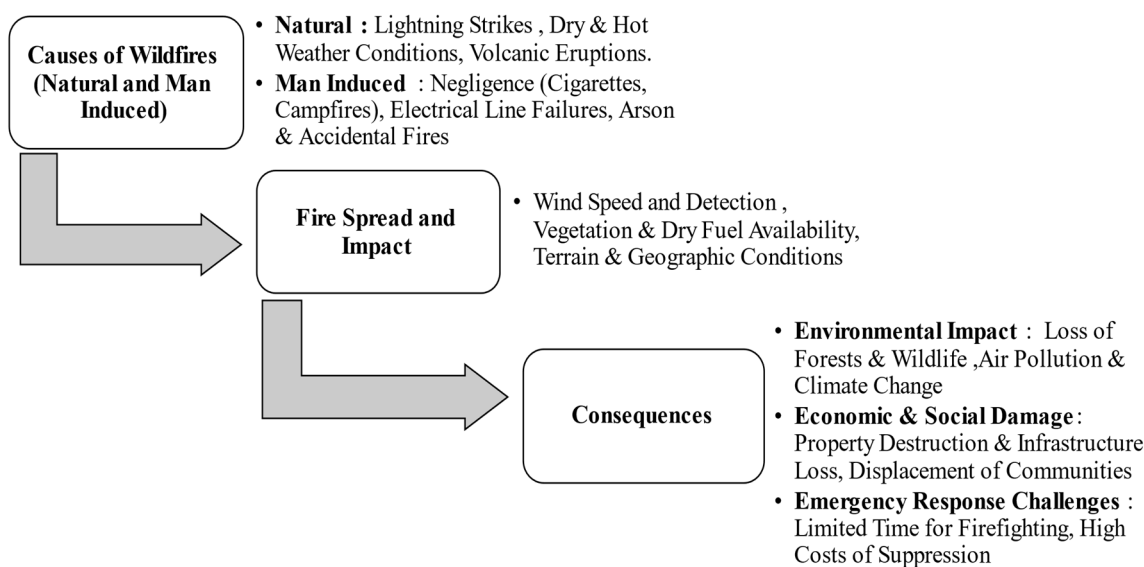 Causes of Wildfires
(Natural and Man
Induced)
• Natural : Lightning Strikes , Dry & Hot
Weather Conditions, Volcanic Eruptions.
• Man Induced : Negligence (Cigarettes,
Campfires), Electrical Line Failures, Arson
& Accidental Fires
Fire Spread and
Impact
• Wind Speed and Detection ,
Vegetation & Dry Fuel Availability,
Terrain & Geographic Conditions
Consequences
• Environmental Impact : Loss of
Forests & Wildlife ,Air Pollution &
Climate Change
• Economic & Social Damage :
Property Destruction & Infrastructure
Loss, Displacement of Communities
• Emergency Response Challenges :
Limited Time for Firefighting, High
Costs of Suppression